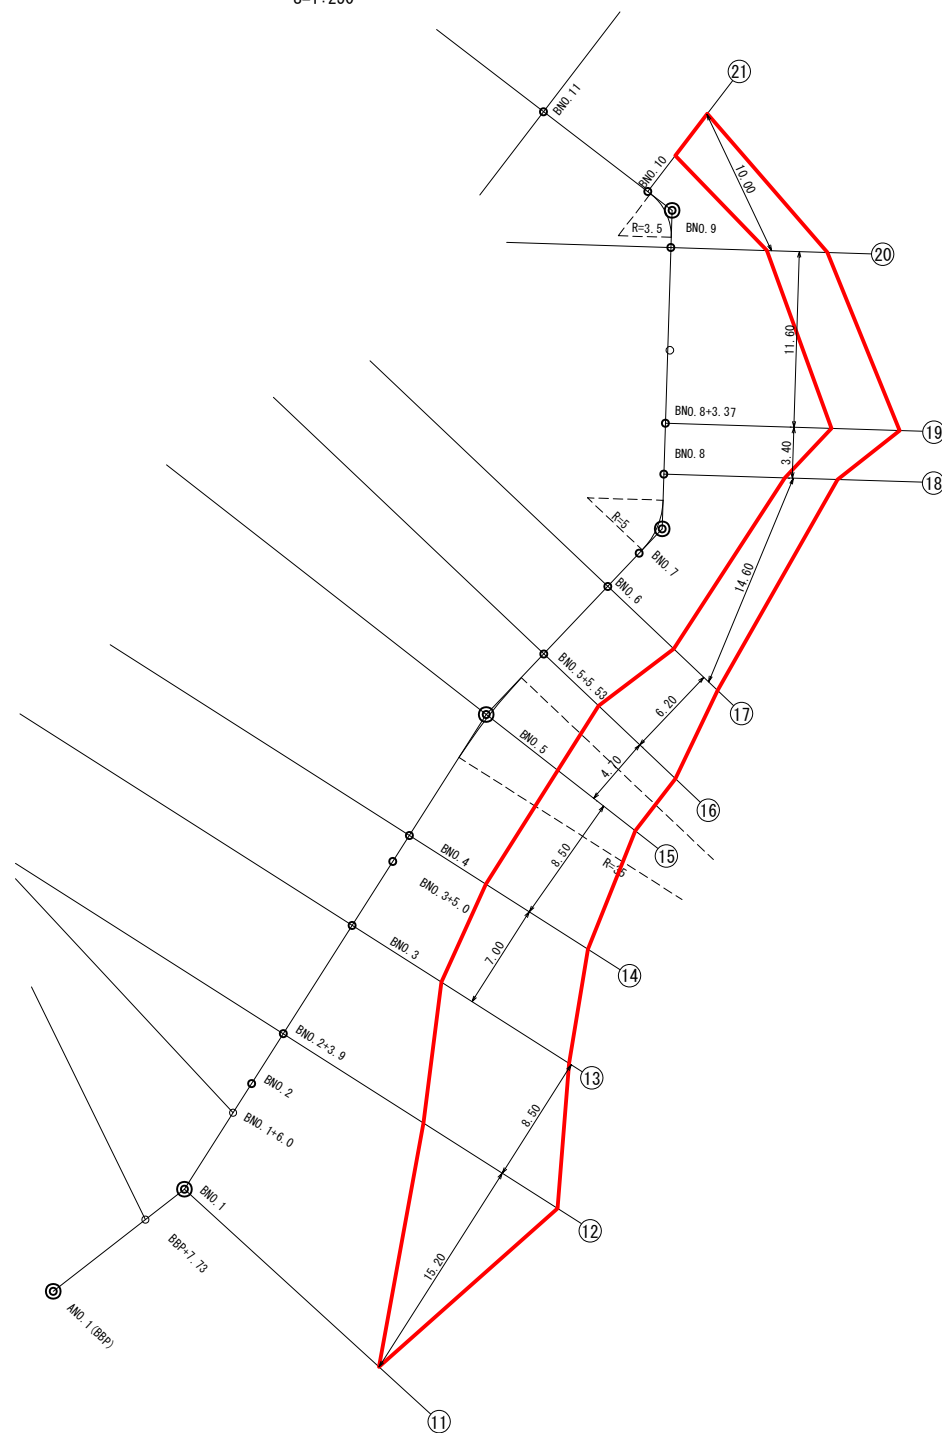 ㉑
BNO.11
BNO.10
10.00
R=3.5
BNO.9
⑳
11.60
BNO.8+3.37
⑲
3.40
BNO.8
⑱
R=5
BNO.7
14.60
BNO.6
BNO.5+5.53
6.20
⑰
BNO.5
4.70
⑯
8.50
⑮
BNO.4
R=35
BNO.3+5.0
BNO.3
7.00
⑭
BNO.2+3.9
⑬
BNO.2
8.50
BNO.1+6.0
BNO.1
⑫
BBP+7.73
15.20
ANO.1(BBP)
⑪